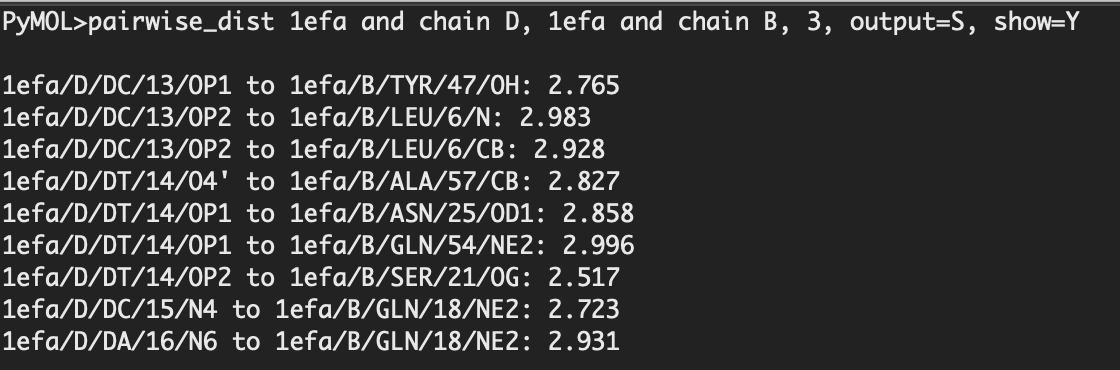 PyMOL>pairwise_dist 1efa and chain D, 1efa and chain B, 3, output=S, show=Y
1efa/D/DC/13/OP1 to 1efa/B/TYR/47/OH: 2.765
1efa/D/DC/13/OP2 to 1efa/B/LEU/6/N: 2.983
1efa/D/DC/13/OP2 to 1efa/B/LEU/6/CB: 2.928
1efa/D/DT/14/O4' to 1efa/B/ALA/57/CB: 2.827
1efa/D/DT/14/OP1 to 1efa/B/ASN/25/OD1: 2.858
1efa/D/DT/14/OP1 to 1efa/B/GLN/54/NE2: 2.996
1efa/D/DT/14/OP2 to 1efa/B/SER/21/OG: 2.517
1efa/D/DC/15/N4 to 1efa/B/GLN/18/NE2: 2.723
1efa/D/DA/16/N6 to 1efa/B/GLN/18/NE2: 2.931